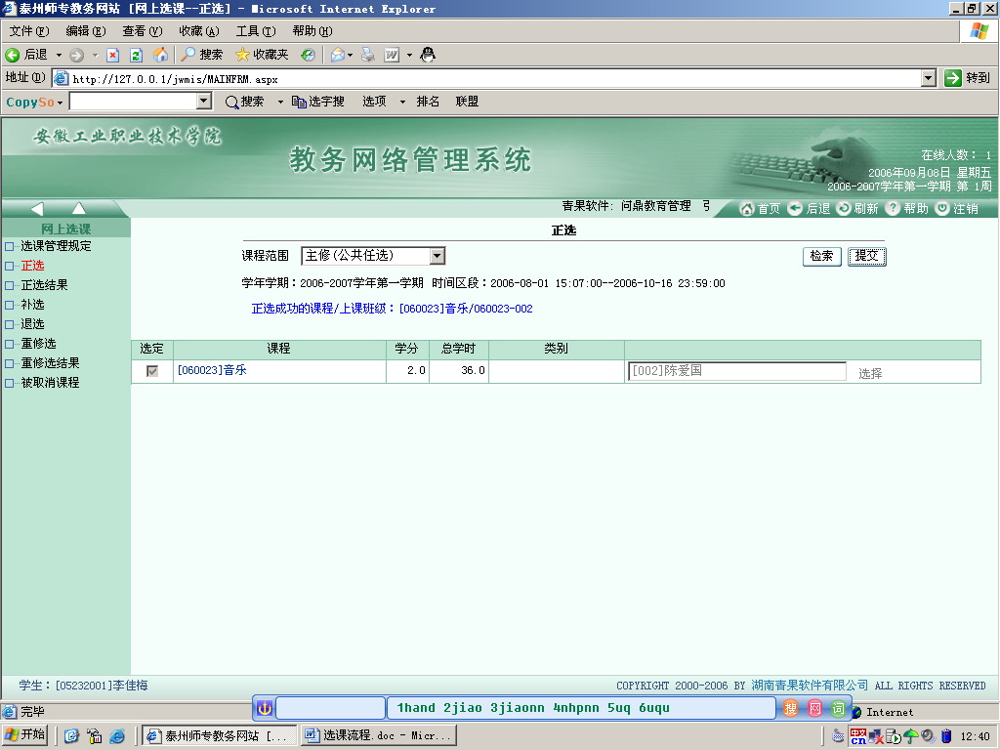 泰州师专教务网站 [网上选课--正选] - Microsoft Internet Explorer
文件(F) 编辑(E) 查看(V) 收藏(A) 工具(T) 帮助(H)
后退 搜索 收藏夹
地址(D) http://127.0.0.1/jwmis/MAINFRM.aspx 转到
CopySo 搜索 选字搜 选项 排名 联盟
安徽工业职业技术学院
教务网络管理系统
在线人数: 1
2006年09月08日 星期五
2006-2007学年第一学期 第 1周
青果软件: 问鼎教育管理 首页 后退 刷新 帮助 注销
网上选课
选课管理规定
正选
正选结果
补选
退选
重修选
重修选结果
被取消课程
正选
课程范围 主修(公共任选) 检索 提交
学年学期：2006-2007学年第一学期 时间区段：2006-08-01 15:07:00--2006-10-16 23:59:00
正选成功的课程/上课班级：[060023]音乐/060023-002
选定 课程 学分 总学时 类别
[060023]音乐 2.0 36.0 [002]陈爱国 选择
学生：[05232001]李佳梅 COPYRIGHT 2000-2006 BY 湖南青果软件有限公司 ALL RIGHTS RESERVED
完毕 1hand 2jiao 3jiaonn 4nhpnn 5uq 6uqu 搜 网 词 Internet
开始 泰州师专教务网站 [... 选课流程.doc - Micr... CN 12:40